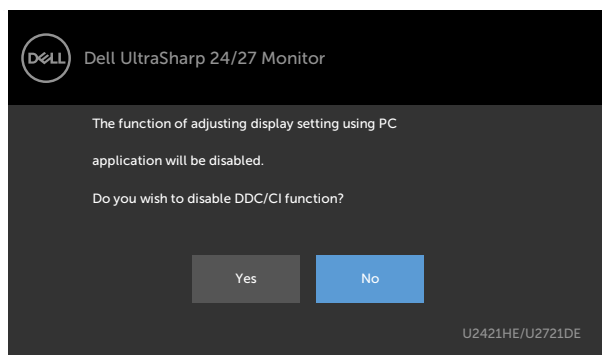 DELL
Dell UltraSharp 24/27 Monitor
The function of adjusting display setting using PC
application will be disabled.
Do you wish to disable DDC/CI function?
Yes
No
U2421HE/U2721DE